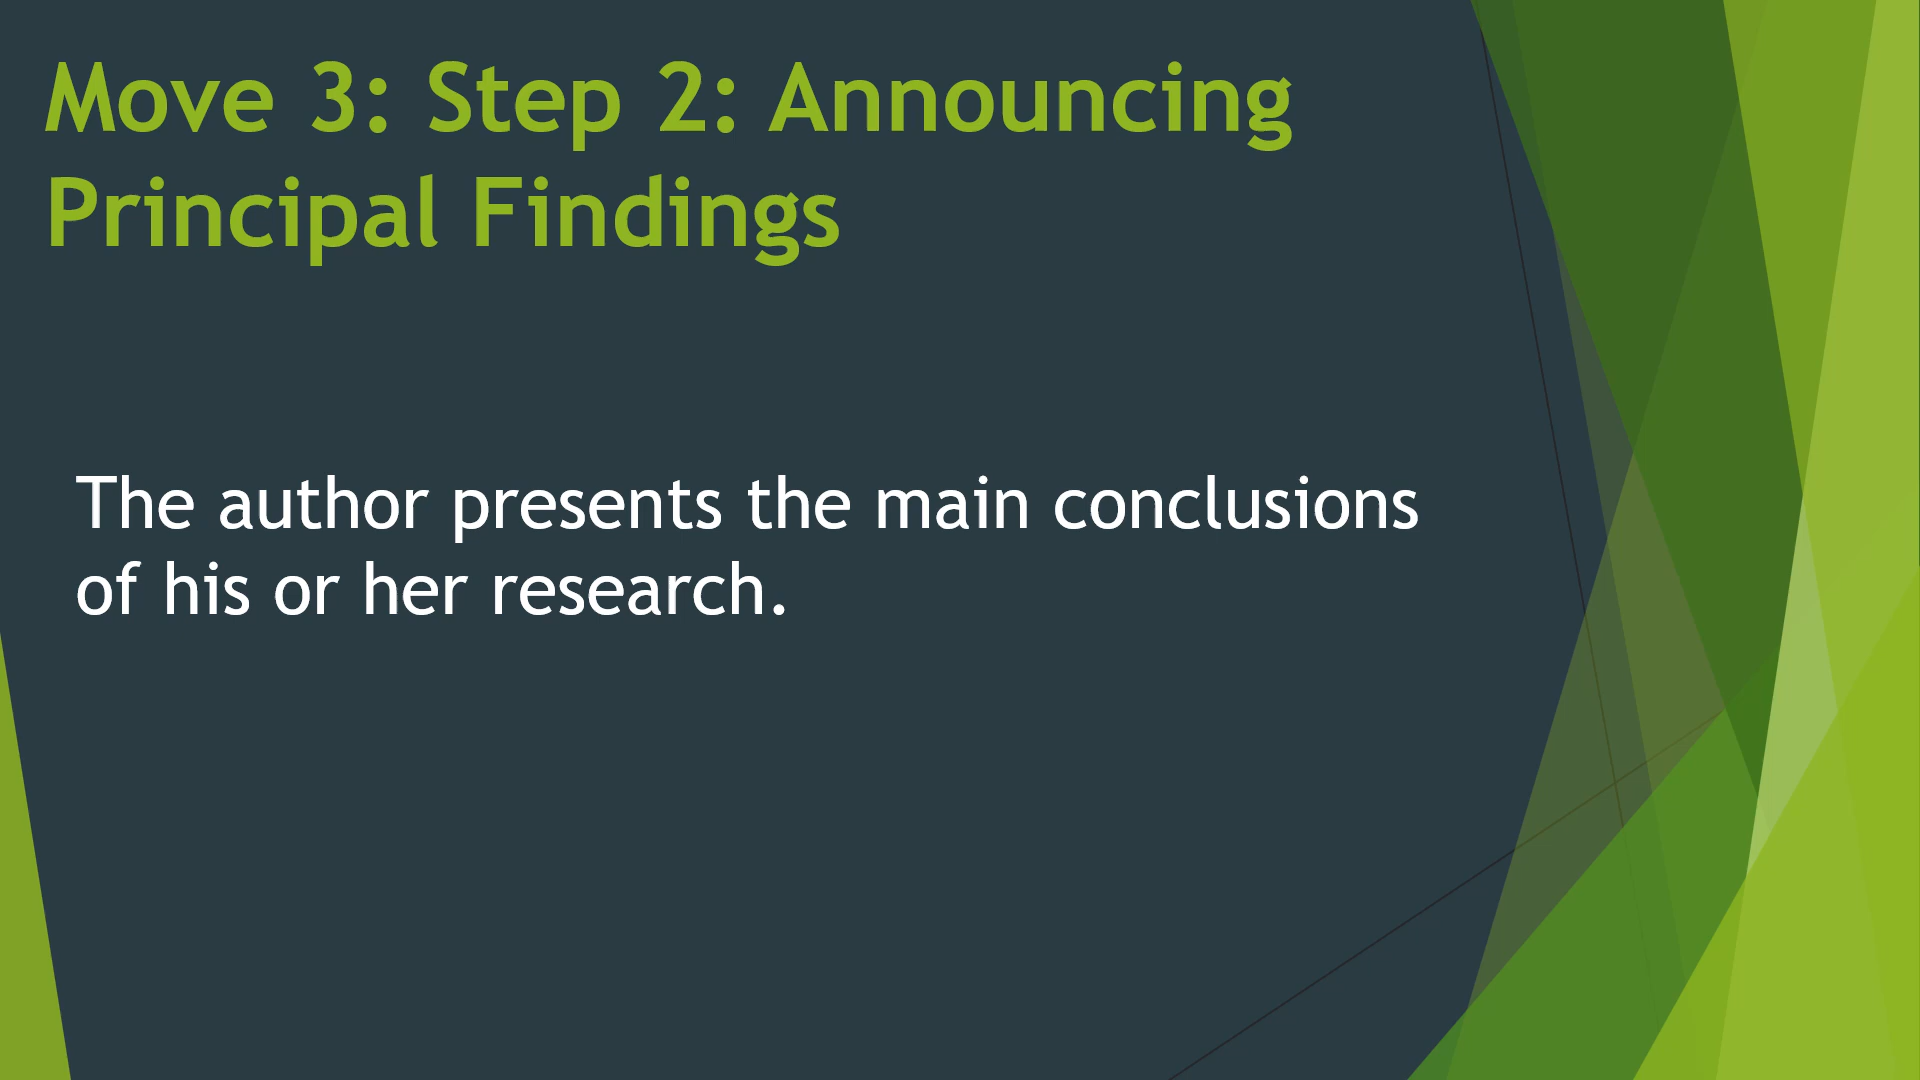 Move 3: Step 2: Announcing
Principal Findings
The author presents the main conclusions
of his or her research.